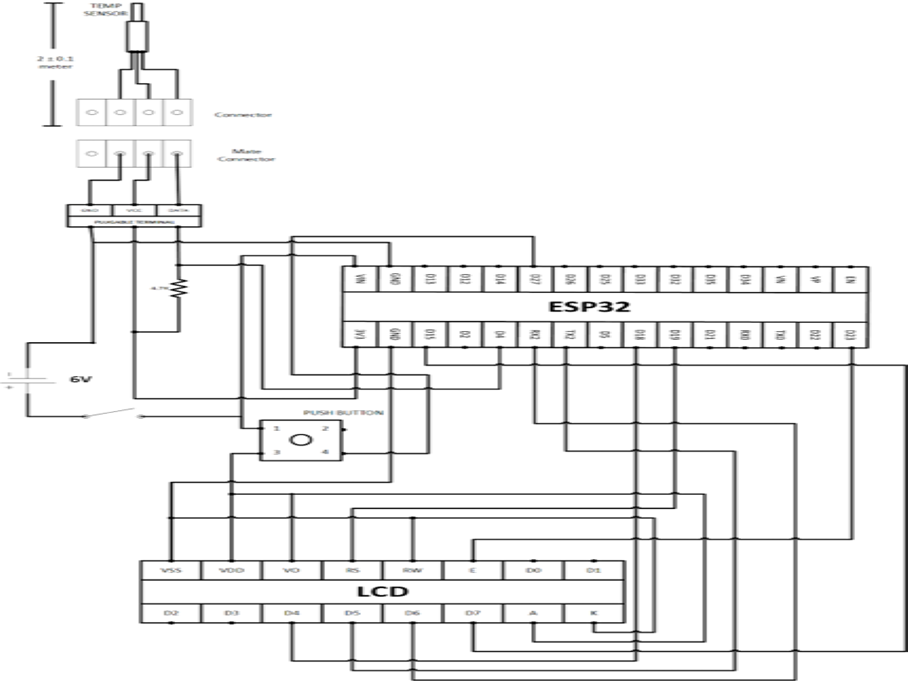 TEMP
SENSOR
2 ± 0.1
meter
Connector
Mate
Connector
GND VCC DATA
PLUGABLE TERMINAL
4.7K
VIN GND D13 D12 D14 D27 D26 D25 D33 D32 D35 D34 VN VP EN
ESP32
3V3 GND D15 D2 D4 RX2 TX2 D5 D18 D19 D21 RX0 TX0 D22 D23
6V
PUSH BUTTON
1 2
3 4
VSS VDD VO RS RW E D0 D1
LCD
D2 D3 D4 D5 D6 D7 A K